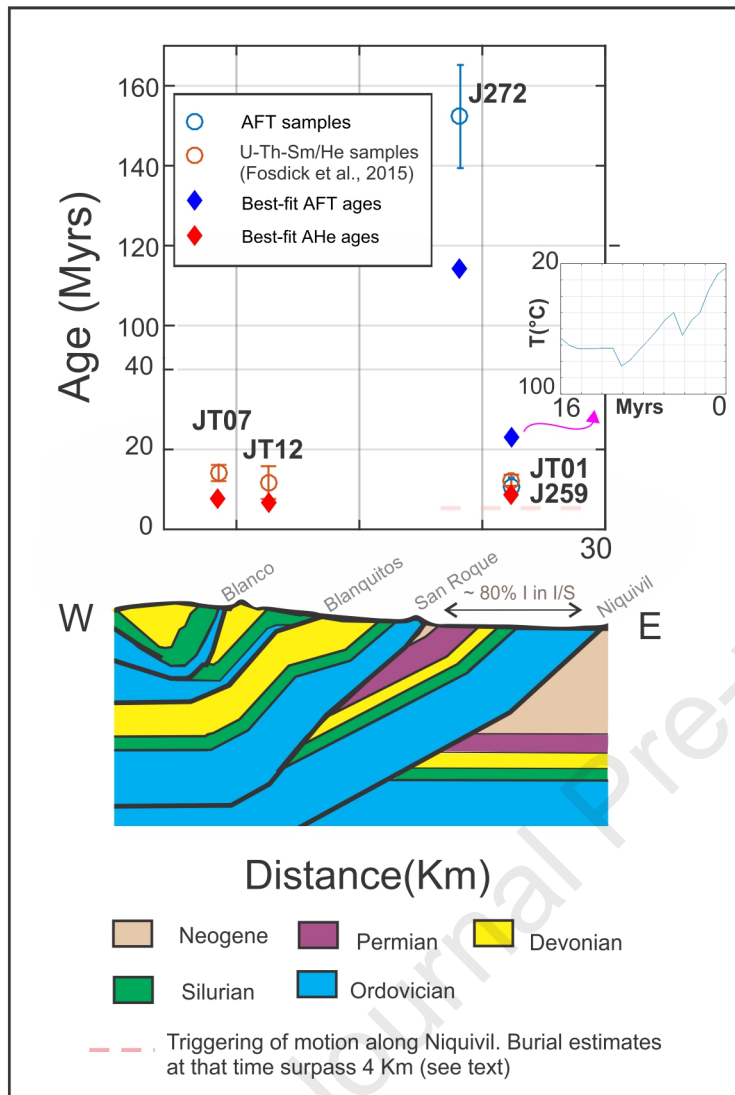 160
140
120
100
40
20
0
Age (Myrs)
AFT samples
U-Th-Sm/He samples
(Fosdick et al., 2015)
Best-fit AFT ages
Best-fit AHe ages
J272
20
T(°C)
100
16
Myrs
0
JT07
JT12
JT01
J259
30
Blanco
Blanquitos
San Roque
~ 80% I in I/S
Niquivil
W
E
Distance(Km)
Neogene
Permian
Devonian
Silurian
Ordovician
Triggering of motion along Niquivil. Burial estimates
at that time surpass 4 Km (see text)
Journal Pre-